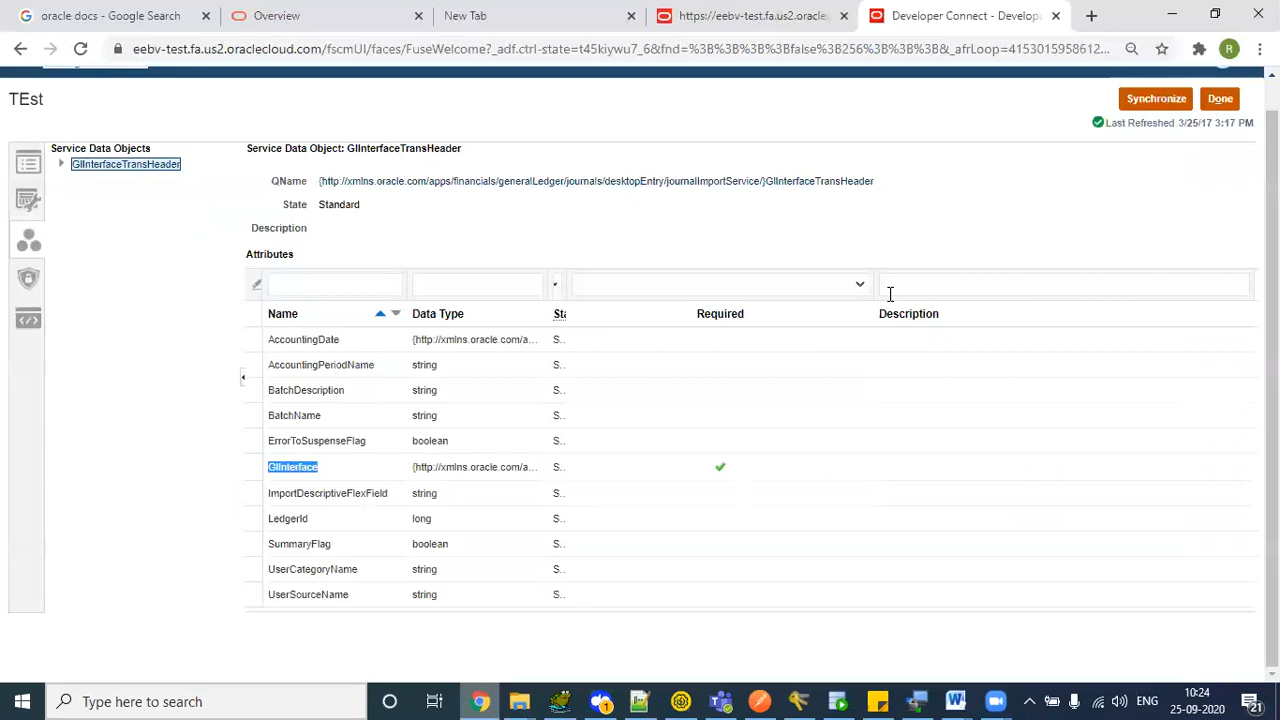 oracle docs - Google Search
Overview
New Tab
https://eebv-test.fa.us2.oraclec
Developer Connect - Develop
eebv-test.fa.us2.oraclecloud.com/fscmUI/faces/FuseWelcome?_adf.ctrl-state=t45kiywu7_6&fnd=%3B%3B%3B%3Bfalse%3B256%3B%3B%3B&_afrLoop=4153015958612...
R
TEst
Synchronize
Done
Last Refreshed 3/25/17 3:17 PM
Service Data Objects
GlInterfaceTransHeader
Service Data Object: GlInterfaceTransHeader
QName {http://xmlns.oracle.com/apps/financials/generalLedger/journals/desktopEntry/journalImportService/}GlInterfaceTransHeader
State Standard
Description
Attributes
Name Data Type Sta Required Description
AccountingDate {http://xmlns.oracle.com/a... S..
AccountingPeriodName string S..
BatchDescription string S..
BatchName string S..
ErrorToSuspenseFlag boolean S..
GlInterface {http://xmlns.oracle.com/a... S..
ImportDescriptiveFlexField string S..
LedgerId long S..
SummaryFlag boolean S..
UserCategoryName string S..
UserSourceName string S..
Type here to search
1
ENG
10:24
25-09-2020
21